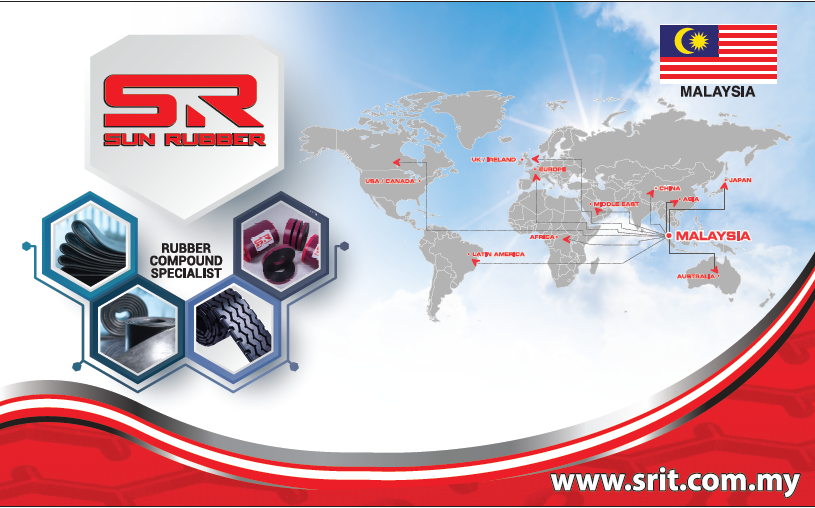 SR
SUN RUBBER
MALAYSIA
RUBBER
COMPOUND
SPECIALIST
SR
UK / IRELAND
EUROPE
USA / CANADA
CHINA
JAPAN
MIDDLE EAST
ASIA
AFRICA
MALAYSIA
LATIN AMERICA
AUSTRALIA
www.srit.com.my